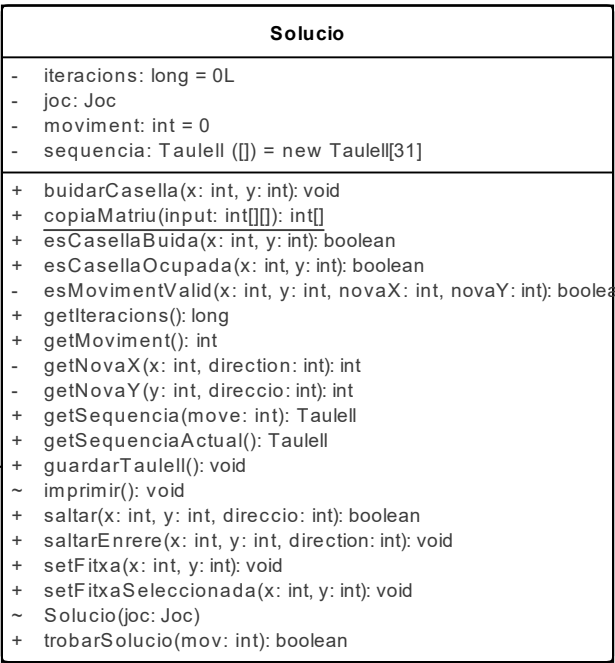 Solucio
- iteracions: long = 0L
- joc: Joc
- moviment: int = 0
- sequencia: Taulell ([]) = new Taulell[31]
+ buidarCasella(x: int, y: int): void
+ copiaMatriu(input: int[][]): int[]
+ esCasellaBuida(x: int, y: int): boolean
+ esCasellaOcupada(x: int, y: int): boolean
- esMovimentValid(x: int, y: int, novaX: int, novaY: int): boolea
+ getIteracions(): long
+ getMoviment(): int
- getNovaX(x: int, direction: int): int
- getNovaY(y: int, direccio: int): int
+ getSequencia(move: int): Taulell
+ getSequenciaActual(): Taulell
+ guardarTaulell(): void
~ imprimir(): void
+ saltar(x: int, y: int, direccio: int): boolean
+ saltarEnrere(x: int, y: int, direction: int): void
+ setFitxa(x: int, y: int): void
+ setFitxaSeleccionada(x: int, y: int): void
~ Solucio(joc: Joc)
+ trobarSolucio(mov: int): boolean